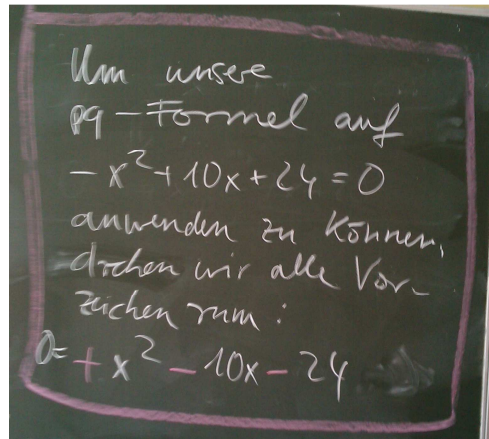 Um unsere
pq-Formel auf
-x²+10x+24=0
anwenden zu können,
drehen wir alle Vor-
zeichen rum:
0= +x²-10x-24